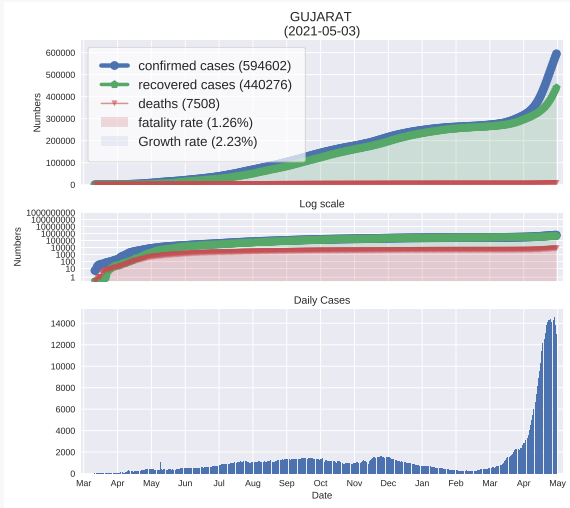 GUJARAT
(2021-05-03)
600000
500000
400000
300000
200000
100000
0
Numbers
confirmed cases (594602)
recovered cases (440276)
deaths (7508)
fatality rate (1.26%)
Growth rate (2.23%)
Log scale
1000000000
100000000
10000000
1000000
100000
10000
1000
100
10
1
Numbers
Daily Cases
14000
12000
10000
8000
6000
4000
2000
0
Mar Apr May Jun Jul Aug Sep Oct Nov Dec Jan Feb Mar Apr May
Date